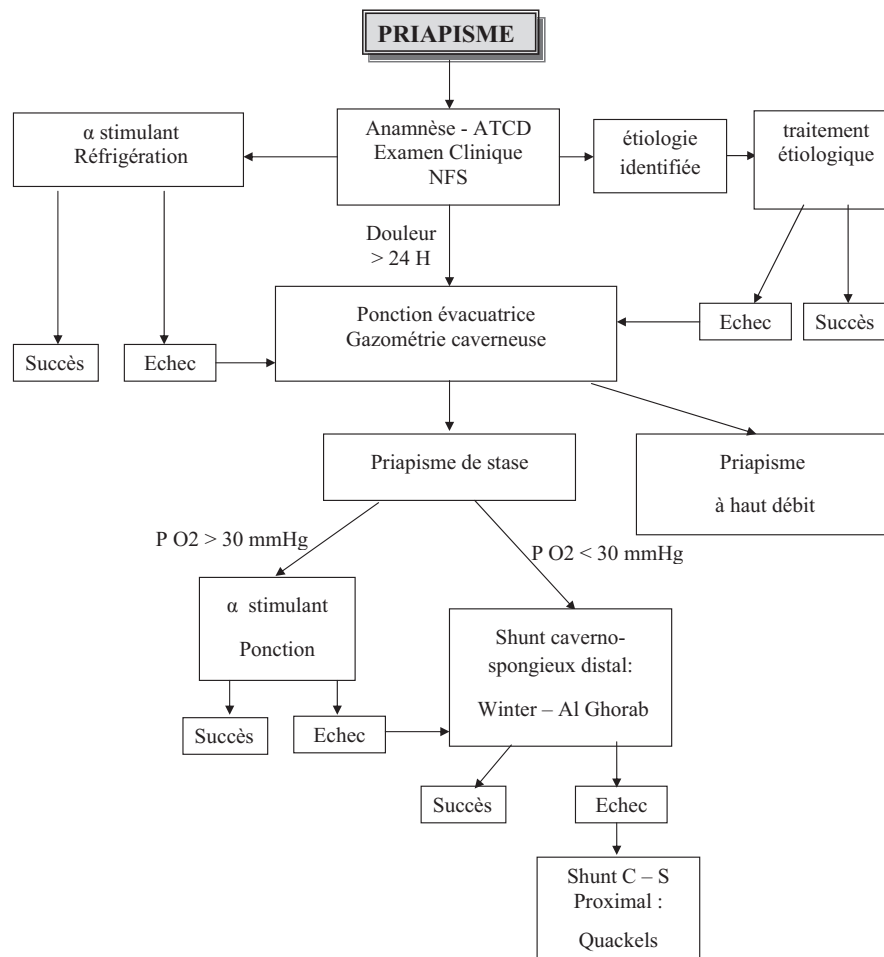 PRIAPISME
α stimulant
Réfrigération
Anamnèse - ATCD
Examen Clinique
NFS
étiologie
identifiée
traitement
étiologique
Douleur
> 24 H
Ponction évacuatrice
Gazométrie caverneuse
Echec
Succès
Succès
Echec
Priapisme de stase
Priapisme
à haut débit
P O2 > 30 mmHg
P O2 < 30 mmHg
α stimulant
Ponction
Shunt caverno-
spongieux distal:
Winter – Al Ghorab
Succès
Echec
Succès
Echec
Shunt C – S
Proximal :
Quackels